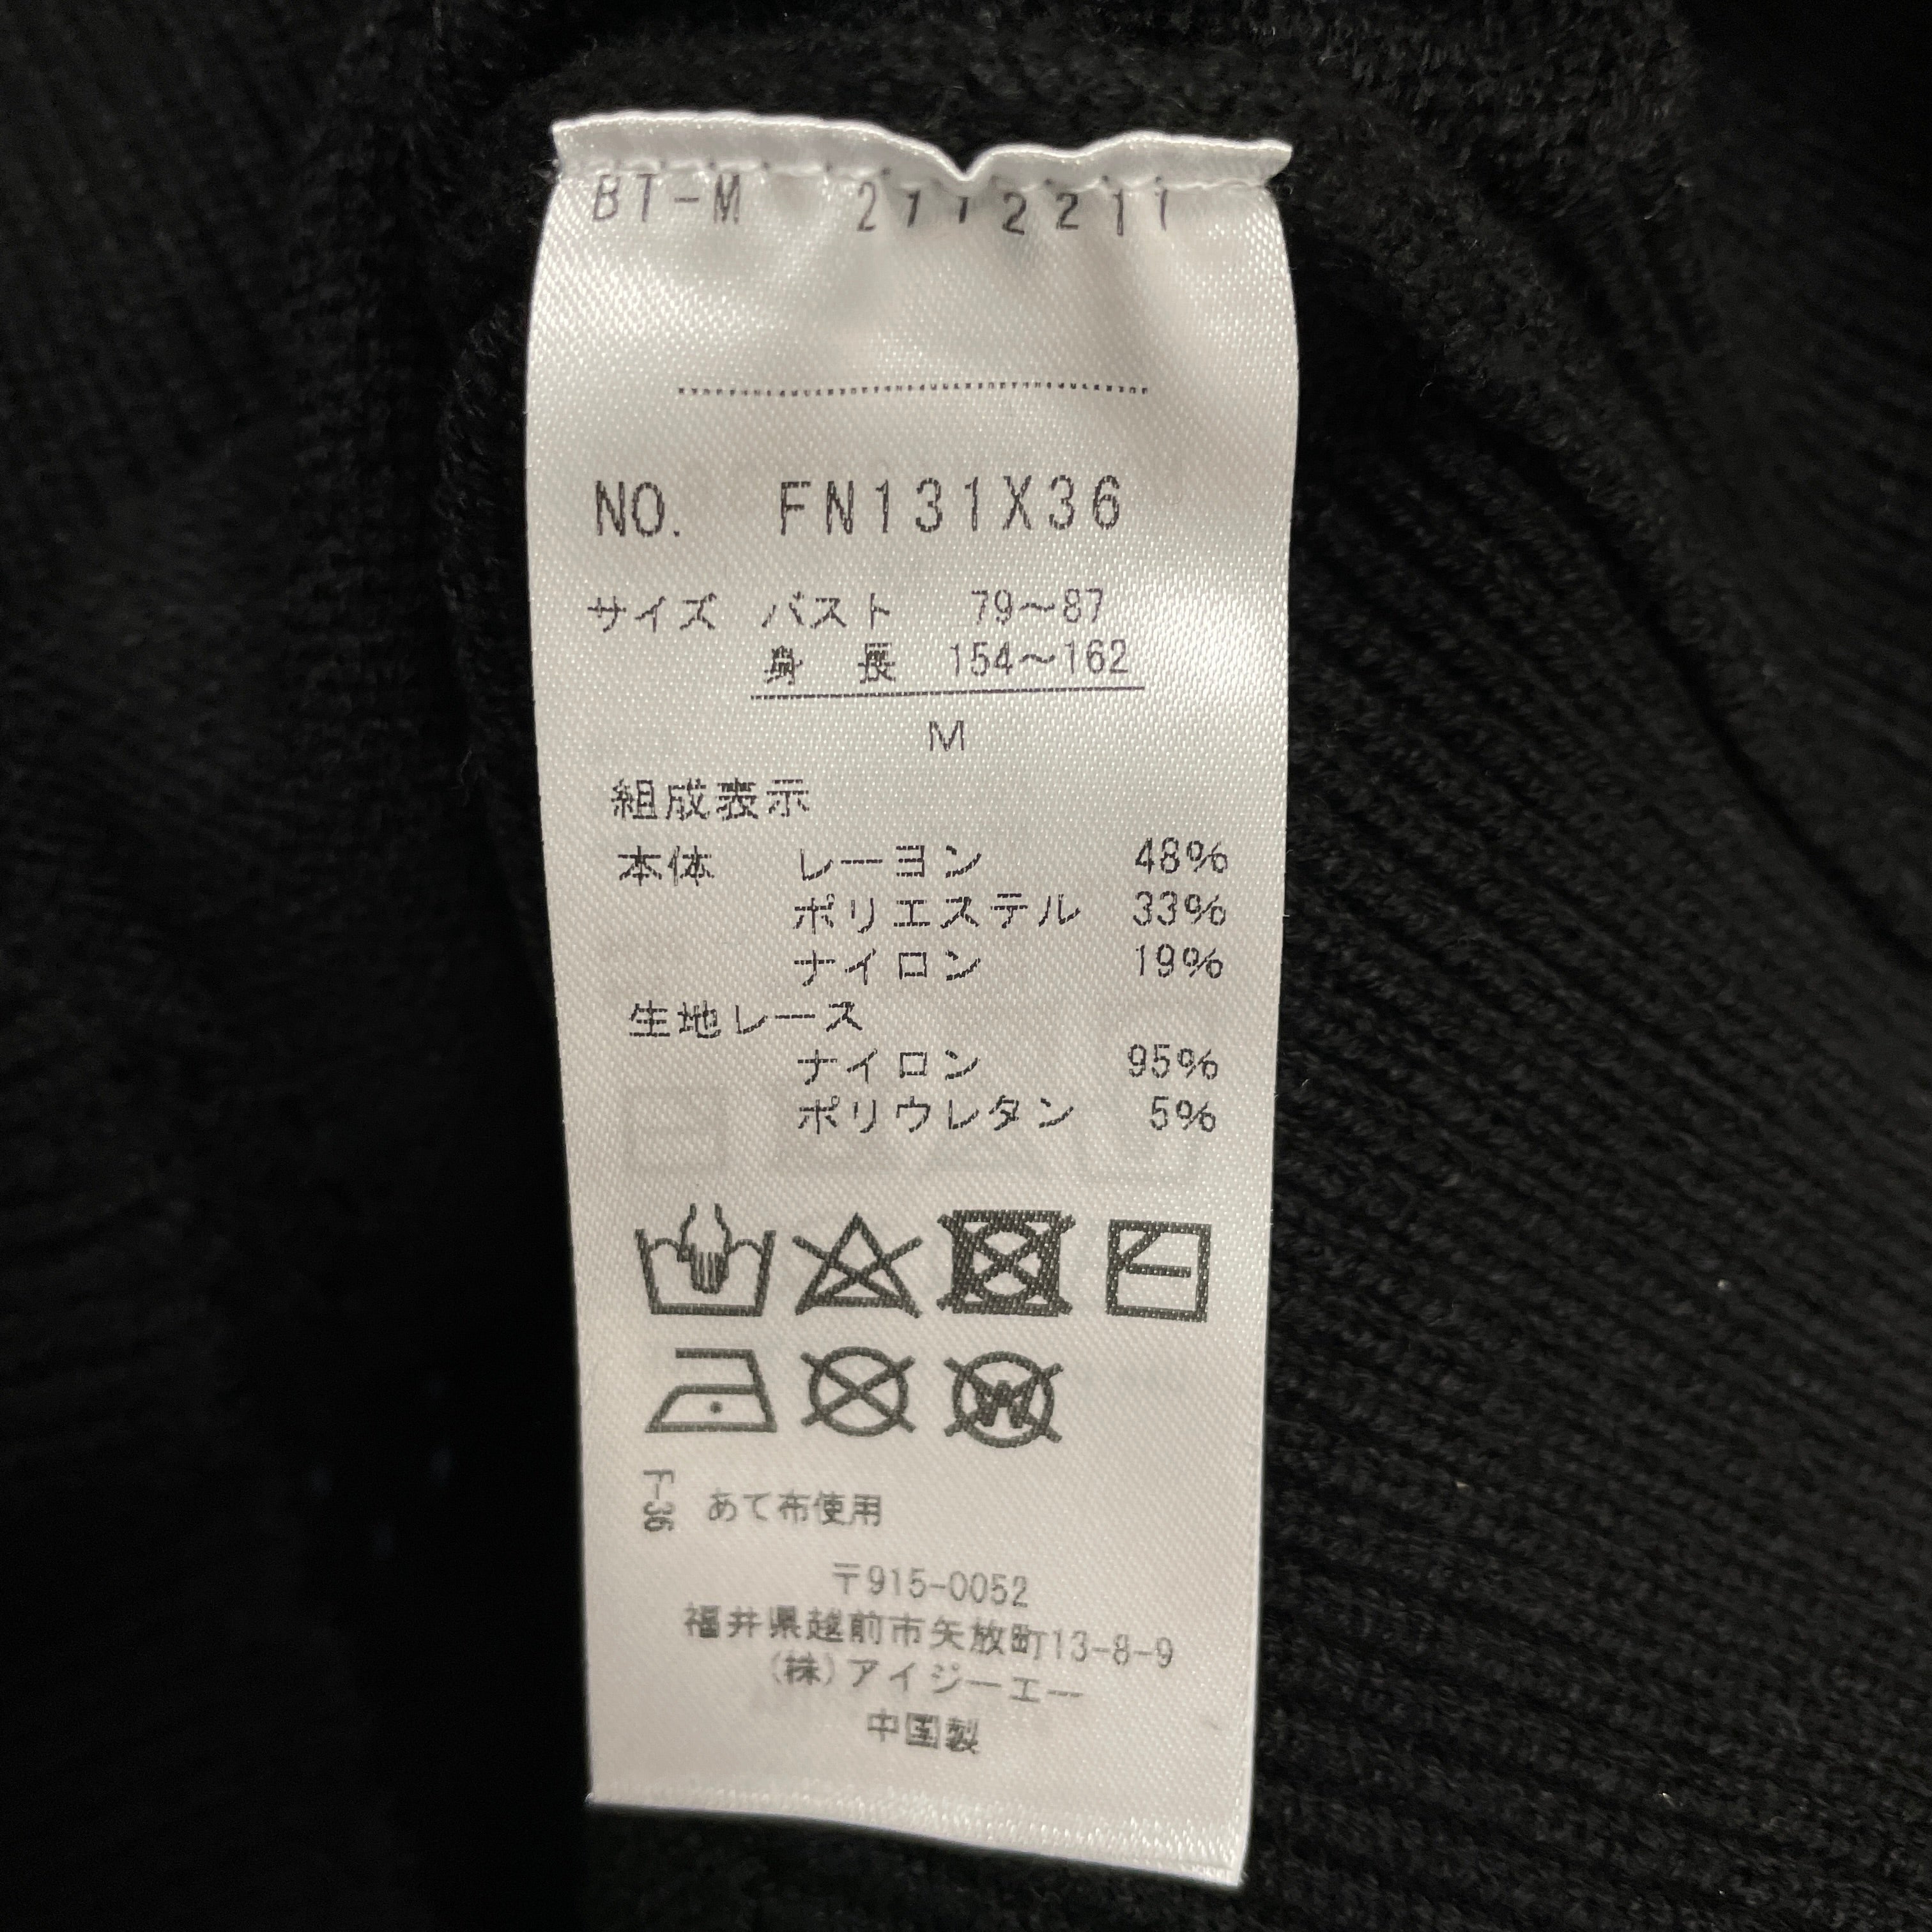 BT-M 2112211
NO. FN131X36
サイズ バスト 79〜87
身長 154〜162
M
組成表示
本体 レーヨン 48%
ポリエステル 33%
ナイロン 19%
生地レース
ナイロン 95%
ポリウレタン 5%
W
F-36 あて布使用
〒915-0052
福井県越前市矢放町13-8-9
(株)アイジーエー
中国製